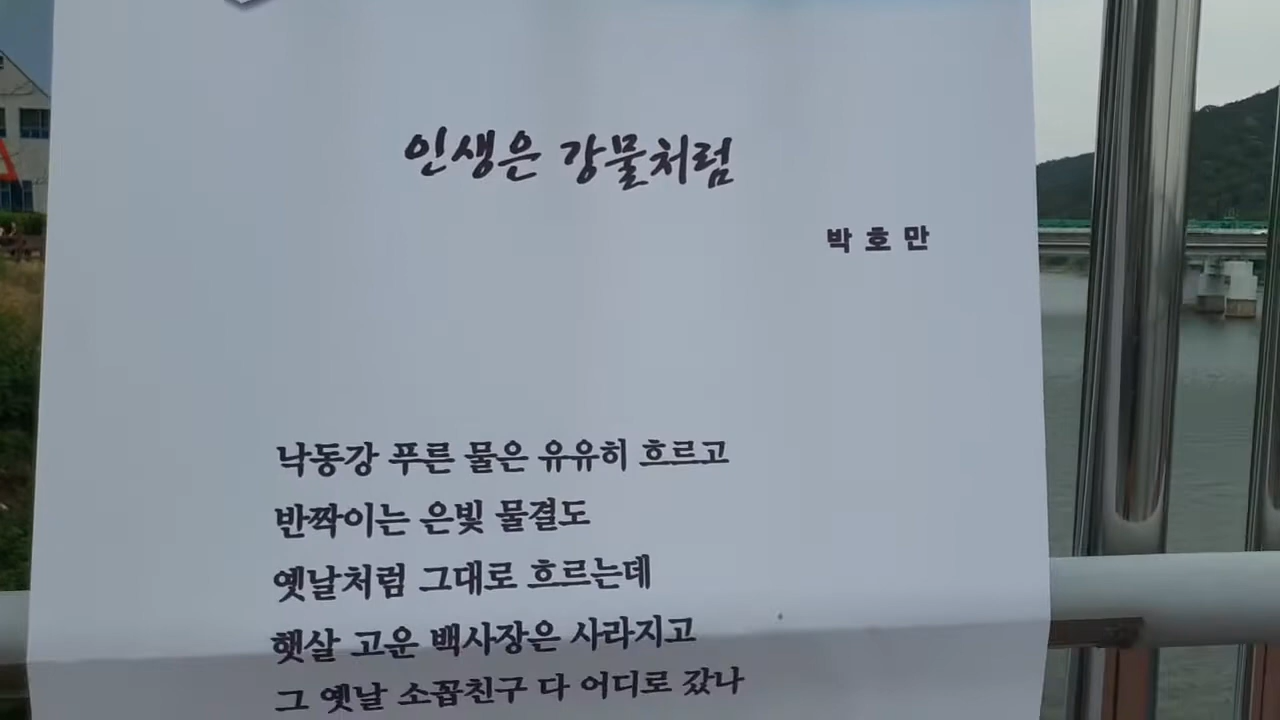 인생은 강물처럼
박호만
낙동강 푸른 물은 유유히 흐르고
반짝이는 은빛 물결도
옛날처럼 그대로 흐르는데
햇살 고운 백사장은 사라지고
그 옛날 소꼽친구 다 어디로 갔나